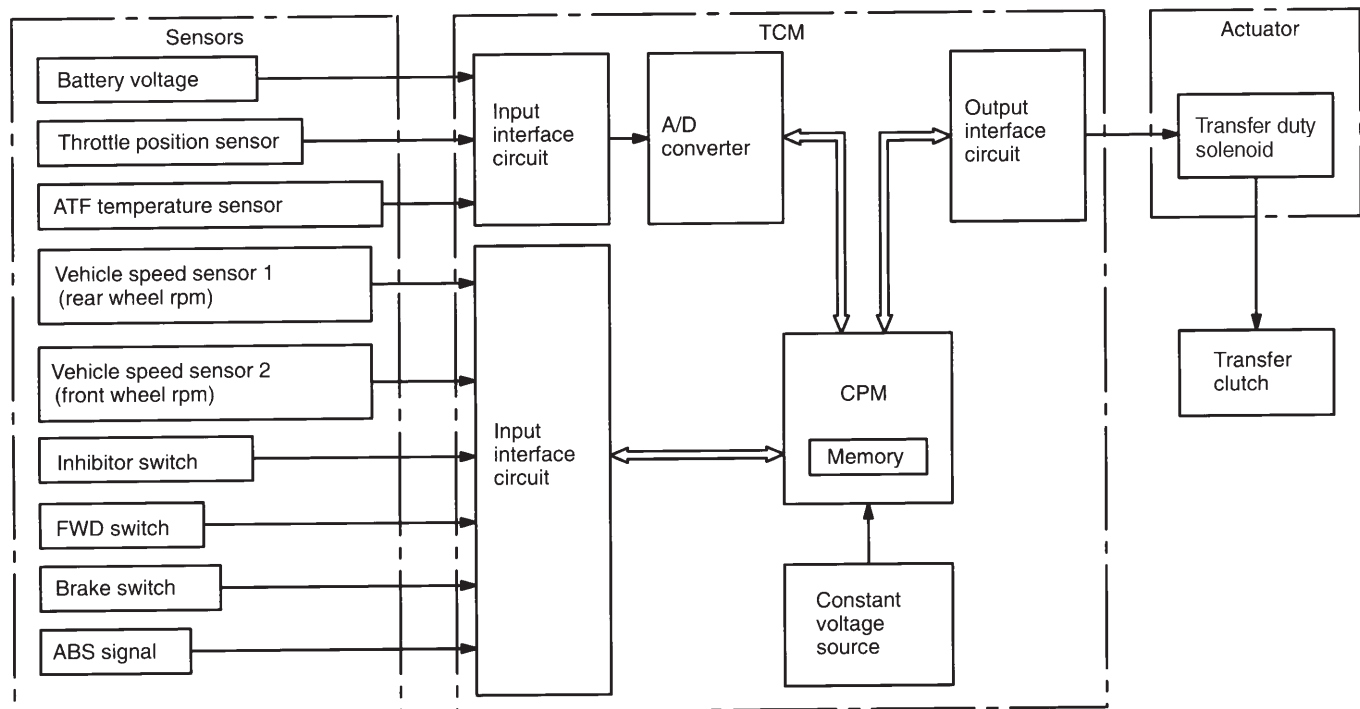 Sensors
Battery voltage
Throttle position sensor
ATF temperature sensor
Vehicle speed sensor 1
(rear wheel rpm)
Vehicle speed sensor 2
(front wheel rpm)
Inhibitor switch
FWD switch
Brake switch
ABS signal
TCM
Input
interface
circuit
A/D
converter
Output
interface
circuit
Input
interface
circuit
CPM
Memory
Constant
voltage
source
Actuator
Transfer duty
solenoid
Transfer
clutch